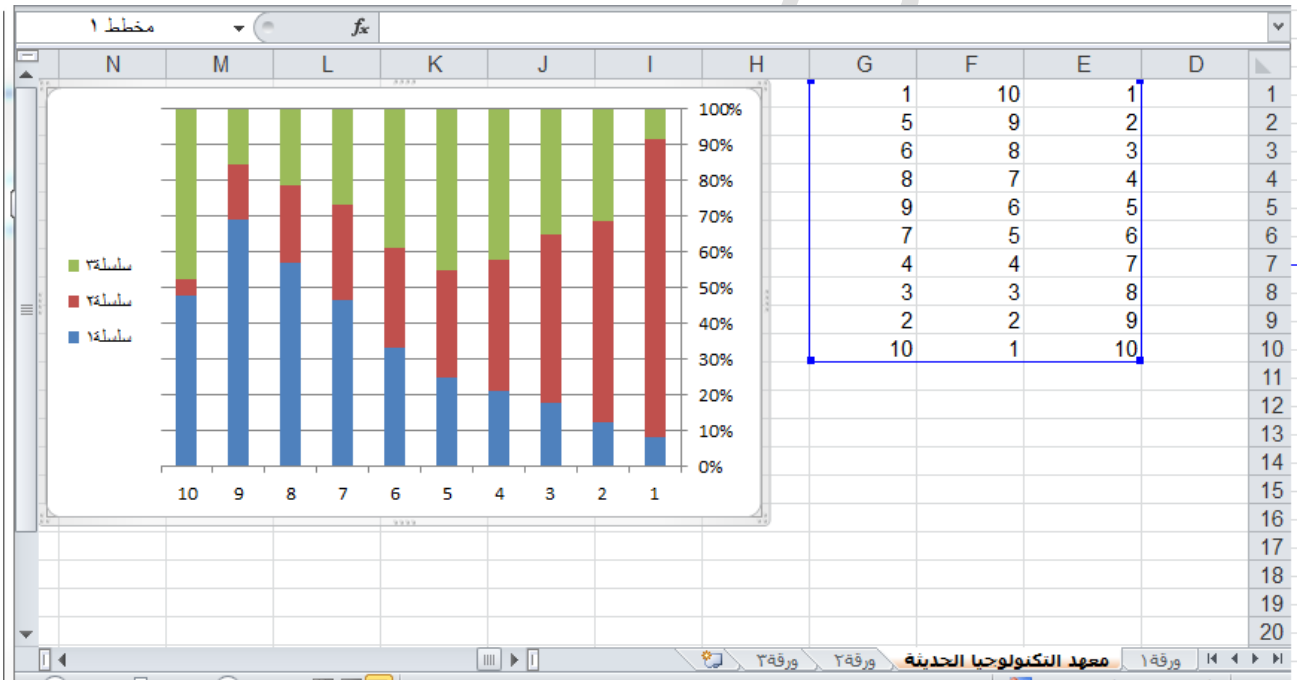 مخطط ١ fx
N M L K J I H G F E D
1 10 1 1
5 9 2 2
6 8 3 3
8 7 4 4
9 6 5 5
7 5 6 6
4 4 7 7
3 3 8 8
2 2 9 9
10 1 10 10
11
12
13
14
15
16
17
18
19
20
100%
90%
80%
70%
60%
50%
40%
30%
20%
10%
0%
سلسلة٣
سلسلة٢
سلسلة١
10 9 8 7 6 5 4 3 2 1
ورقة١ معهد التكنولوجيا الحديثة ورقة٢ ورقة٣